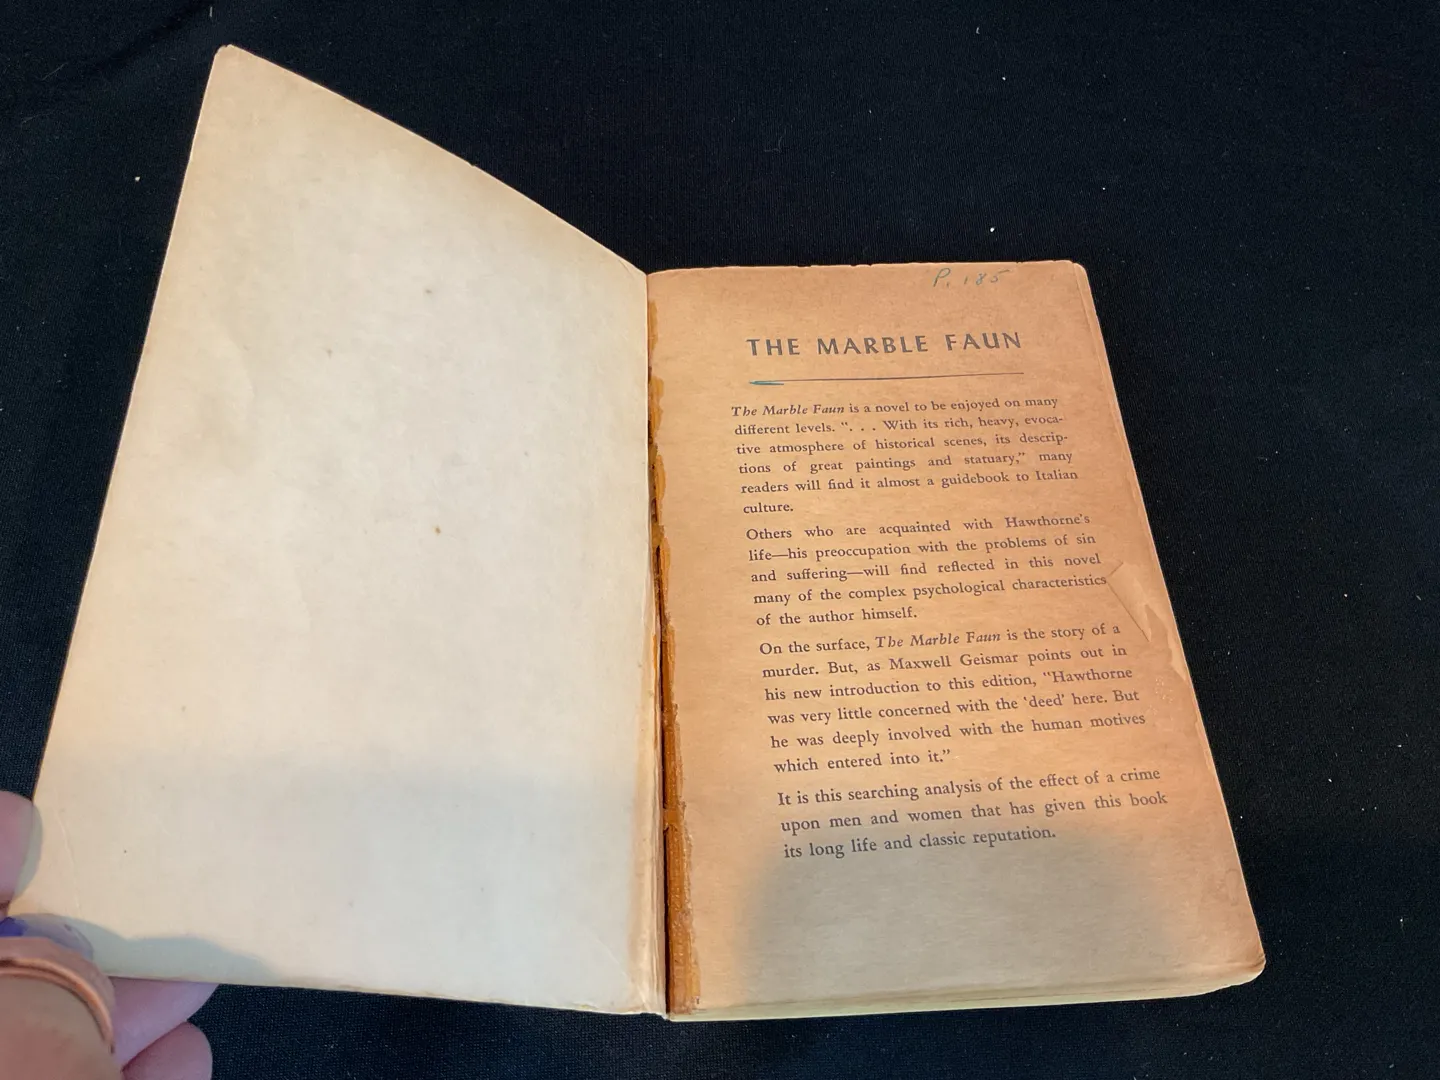 P. 185
THE MARBLE FAUN
The Marble Faun is a novel to be enjoyed on many
different levels. ". . . With its rich, heavy, evoca-
tive atmosphere of historical scenes, its descrip-
tions of great paintings and statuary," many
readers will find it almost a guidebook to Italian
culture.
Others who are acquainted with Hawthorne's
life—his preoccupation with the problems of sin
and suffering—will find reflected in this novel
many of the complex psychological characteristics
of the author himself.
On the surface, The Marble Faun is the story of a
murder. But, as Maxwell Geismar points out in
his new introduction to this edition, "Hawthorne
was very little concerned with the 'deed' here. But
he was deeply involved with the human motives
which entered into it."
It is this searching analysis of the effect of a crime
upon men and women that has given this book
its long life and classic reputation.